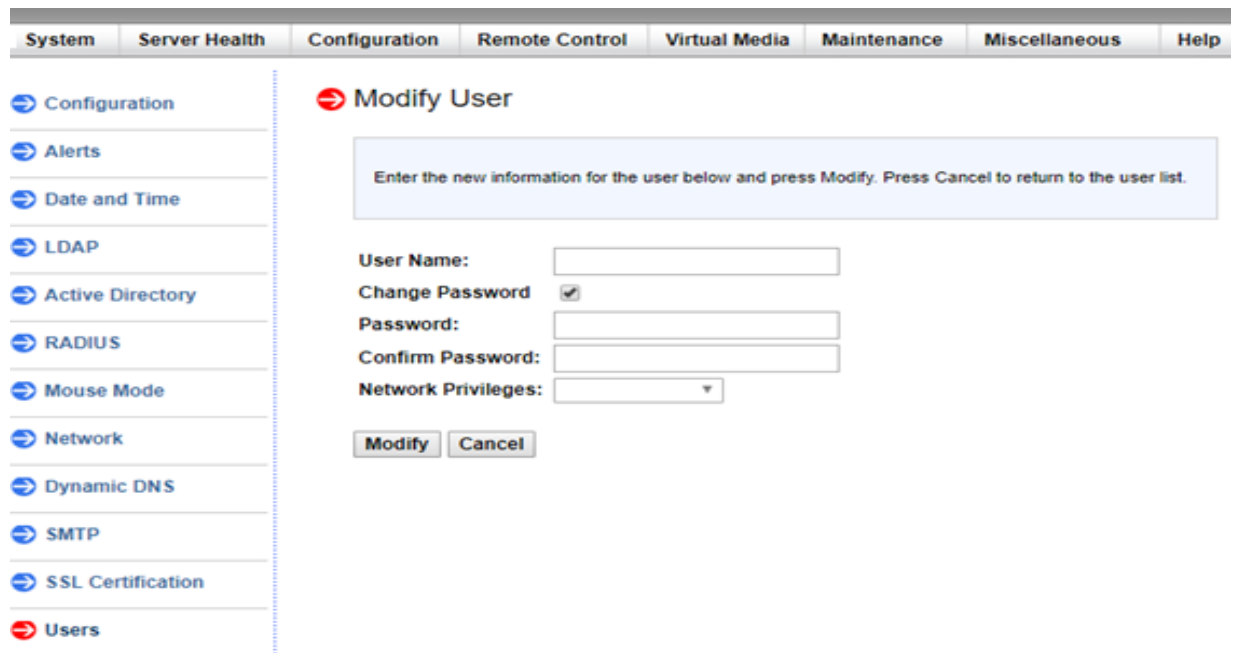 System Server Health Configuration Remote Control Virtual Media Maintenance Miscellaneous Help
Configuration
Alerts
Date and Time
LDAP
Active Directory
RADIUS
Mouse Mode
Network
Dynamic DNS
SMTP
SSL Certification
Users
Modify User
Enter the new information for the user below and press Modify. Press Cancel to return to the user list.
User Name:
Change Password
Password:
Confirm Password:
Network Privileges:
Modify Cancel